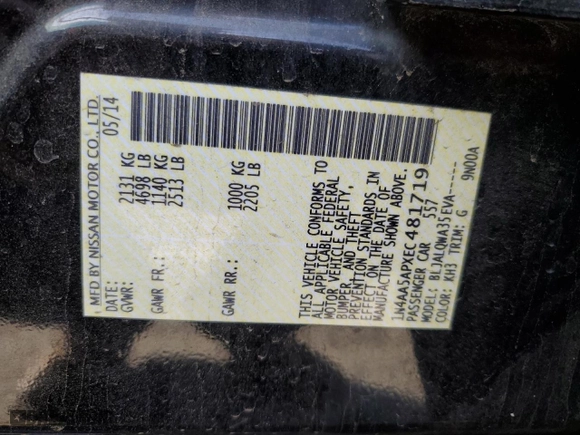 MFD BY NISSAN MOTOR CO., LTD.
DATE: 05/14
GVWR: 2131 KG
4698 LB
GAWR FR.: 1140 KG
2513 LB
GAWR RR.: 1000 KG
2205 LB
THIS VEHICLE CONFORMS TO
ALL APPLICABLE FEDERAL
MOTOR VEHICLE SAFETY,
BUMPER, AND THEFT
PREVENTION STANDARDS IN
EFFECT ON THE DATE OF
MANUFACTURE SHOWN ABOVE.
1N4AA5APXEC481719
PASSENGER CAR 557
MODEL: BLJALOWA35EVA-----
COLOR: KH3 TRIM: G 9N00A